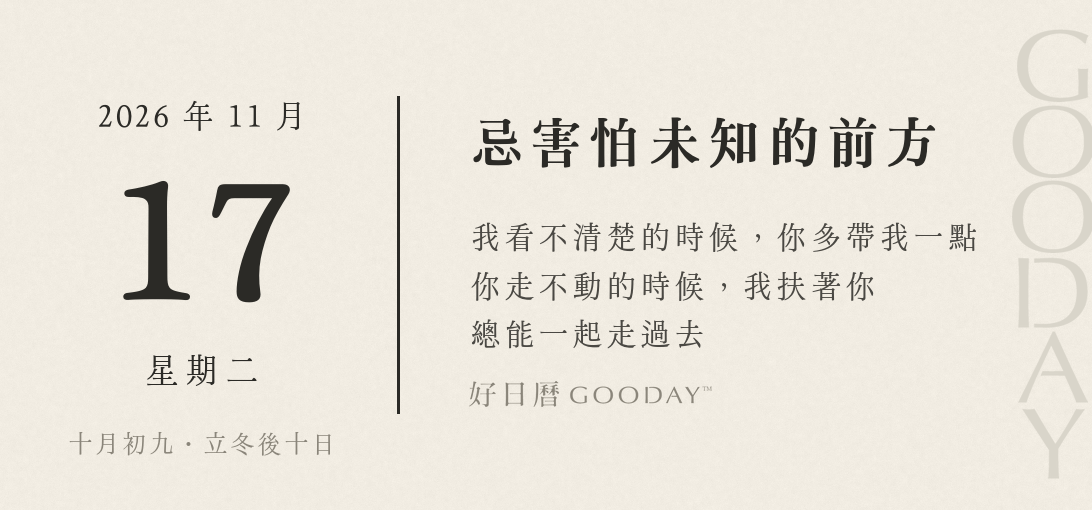 2026 年 11 月
17
星期二
十月初九・立冬後十日
忌害怕未知的前方
我看不清楚的時候，你多帶我一點
你走不動的時候，我扶著你
總能一起走過去
好日曆 GOODAY™
GOODAY